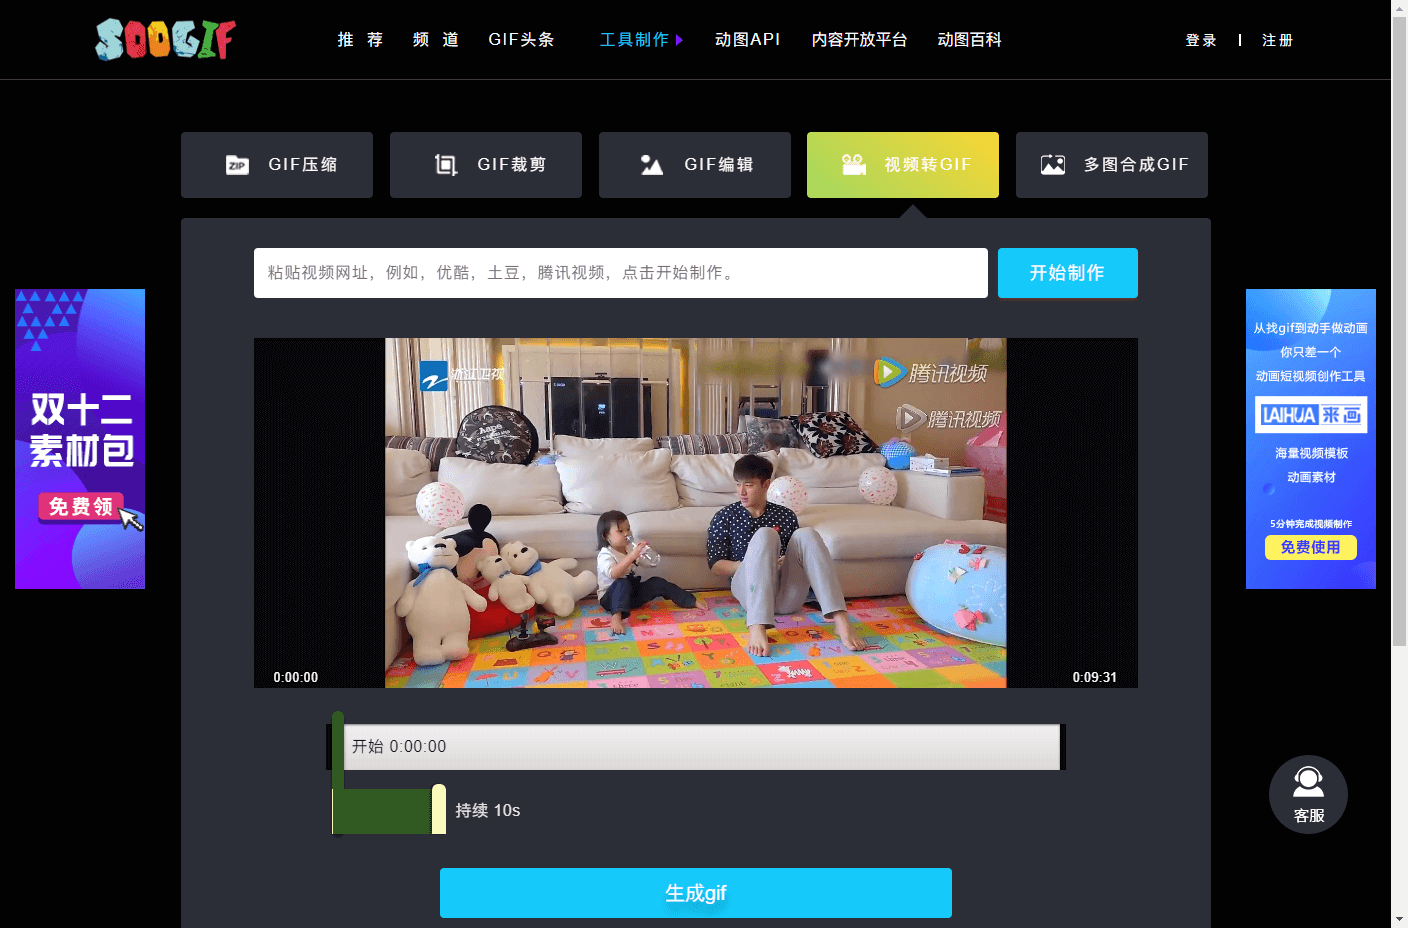 SOOGIF
推 荐
频 道
GIF头条
工具制作
动图API
内容开放平台
动图百科
登录
注册
ZIP
GIF压缩
GIF裁剪
GIF编辑
视频转GIF
多图合成GIF
粘贴视频网址，例如，优酷，土豆，腾讯视频，点击开始制作。
开始制作
双十二
素材包
免费领
浙江卫视
腾讯视频
腾讯视频
0:00:00
0:09:31
从找gif到动手做动画
你只差一个
动画短视频创作工具
LAIHUA 来画
海量视频模板
动画素材
5分钟完成视频制作
免费使用
开始 0:00:00
持续 10s
客服
生成gif